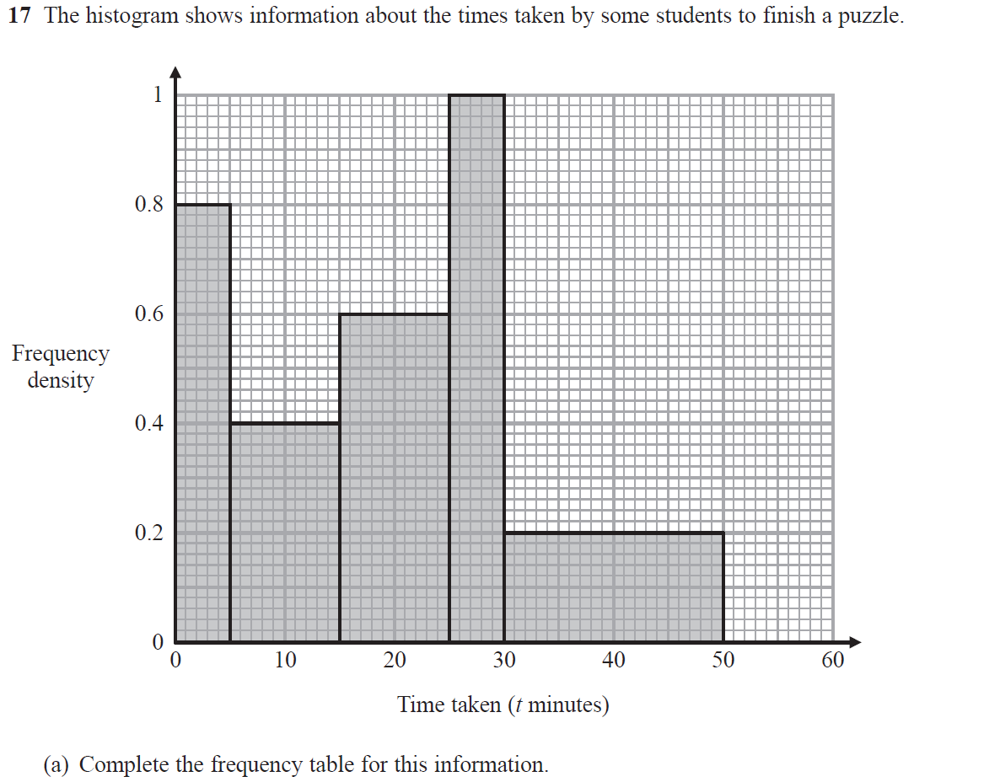 17 The histogram shows information about the times taken by some students to finish a puzzle.
1
0.8
0.6
Frequency
density
0.4
0.2
0
0 10 20 30 40 50 60
Time taken (t minutes)
(a) Complete the frequency table for this information.